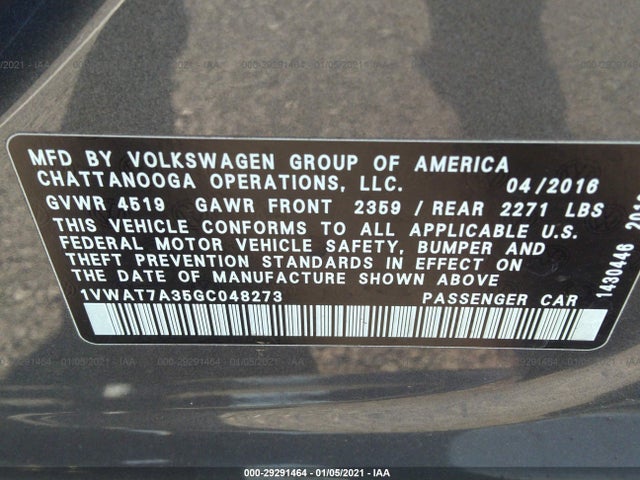 MFD BY VOLKSWAGEN GROUP OF AMERICA
CHATTANOOGA OPERATIONS, LLC. 04/2016
GVWR 4519 GAWR FRONT 2359 / REAR 2271 LBS
THIS VEHICLE CONFORMS TO ALL APPLICABLE U.S.
FEDERAL MOTOR VEHICLE SAFETY, BUMPER AND
THEFT PREVENTION STANDARDS IN EFFECT ON
THE DATE OF MANUFACTURE SHOWN ABOVE
1VWAT7A35GC048273 PASSENGER CAR
1430446
000-29291464 | 01/05/2021 - IAA